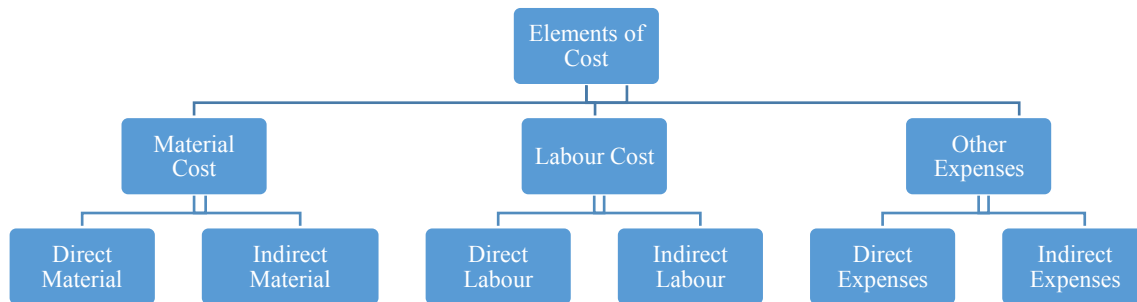 Elements of
Cost
Material
Cost
Labour Cost
Other
Expenses
Direct
Material
Indirect
Material
Direct
Labour
Indirect
Labour
Direct
Expenses
Indirect
Expenses